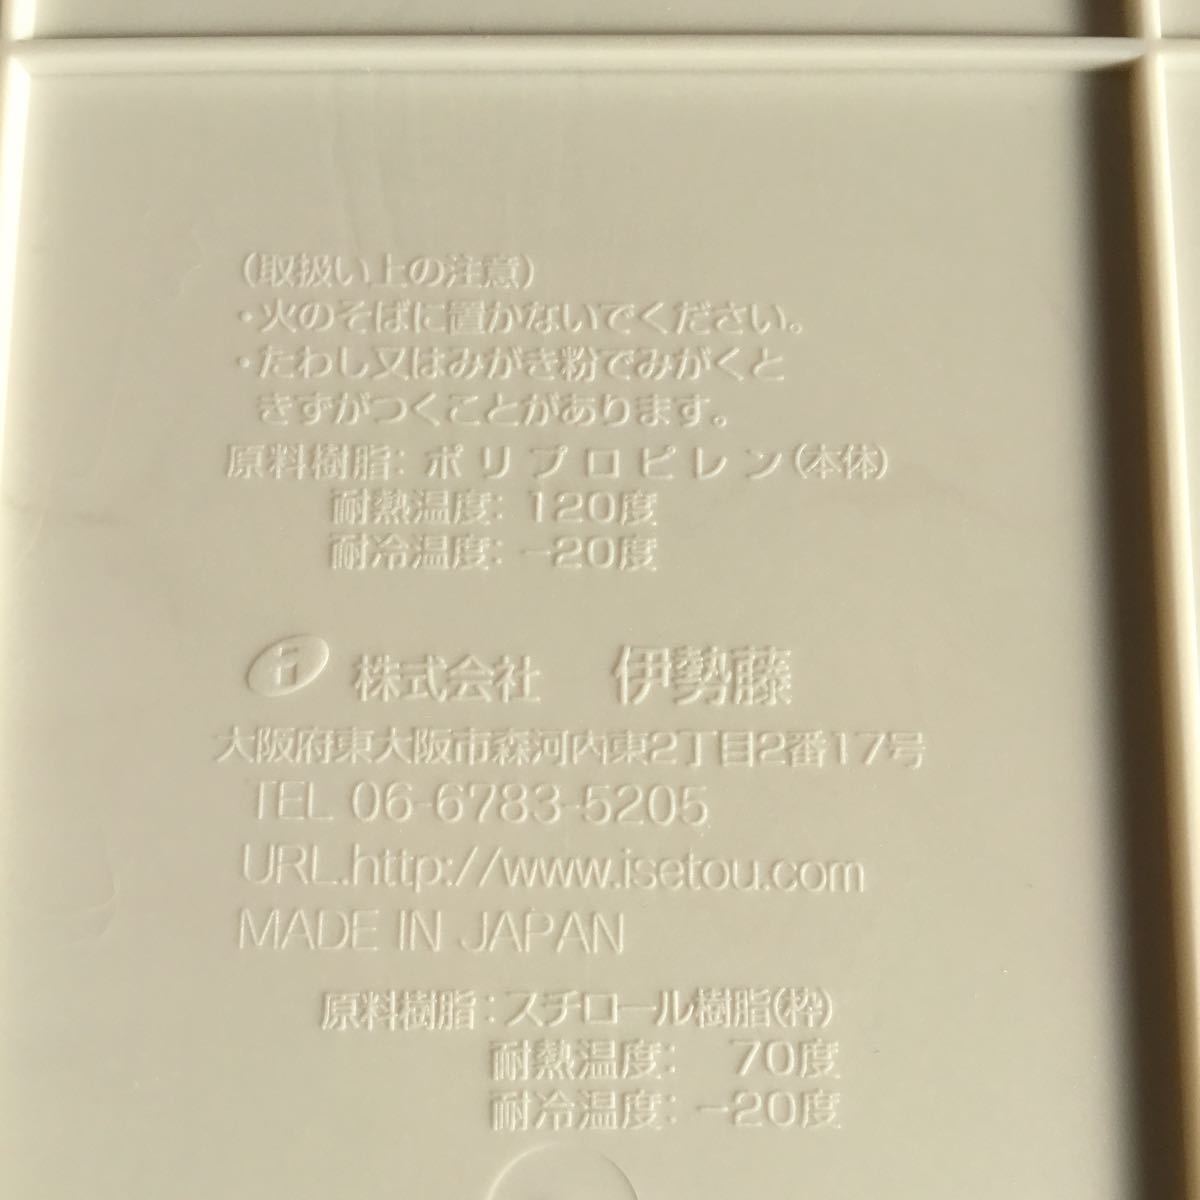 (取扱い上の注意)
・火のそばに置かないでください。
・たわし又はみがき粉でみがくと
きずがつくことがあります。
原料樹脂: ポリプロピレン(本体)
耐熱温度: 120度
耐冷温度: -20度
株式会社 伊勢藤
大阪府東大阪市森河内東2丁目2番17号
TEL 06-6783-5205
URL.http://www.isetou.com
MADE IN JAPAN
原料樹脂:スチロール樹脂(枠)
耐熱温度: 70度
耐冷温度: -20度